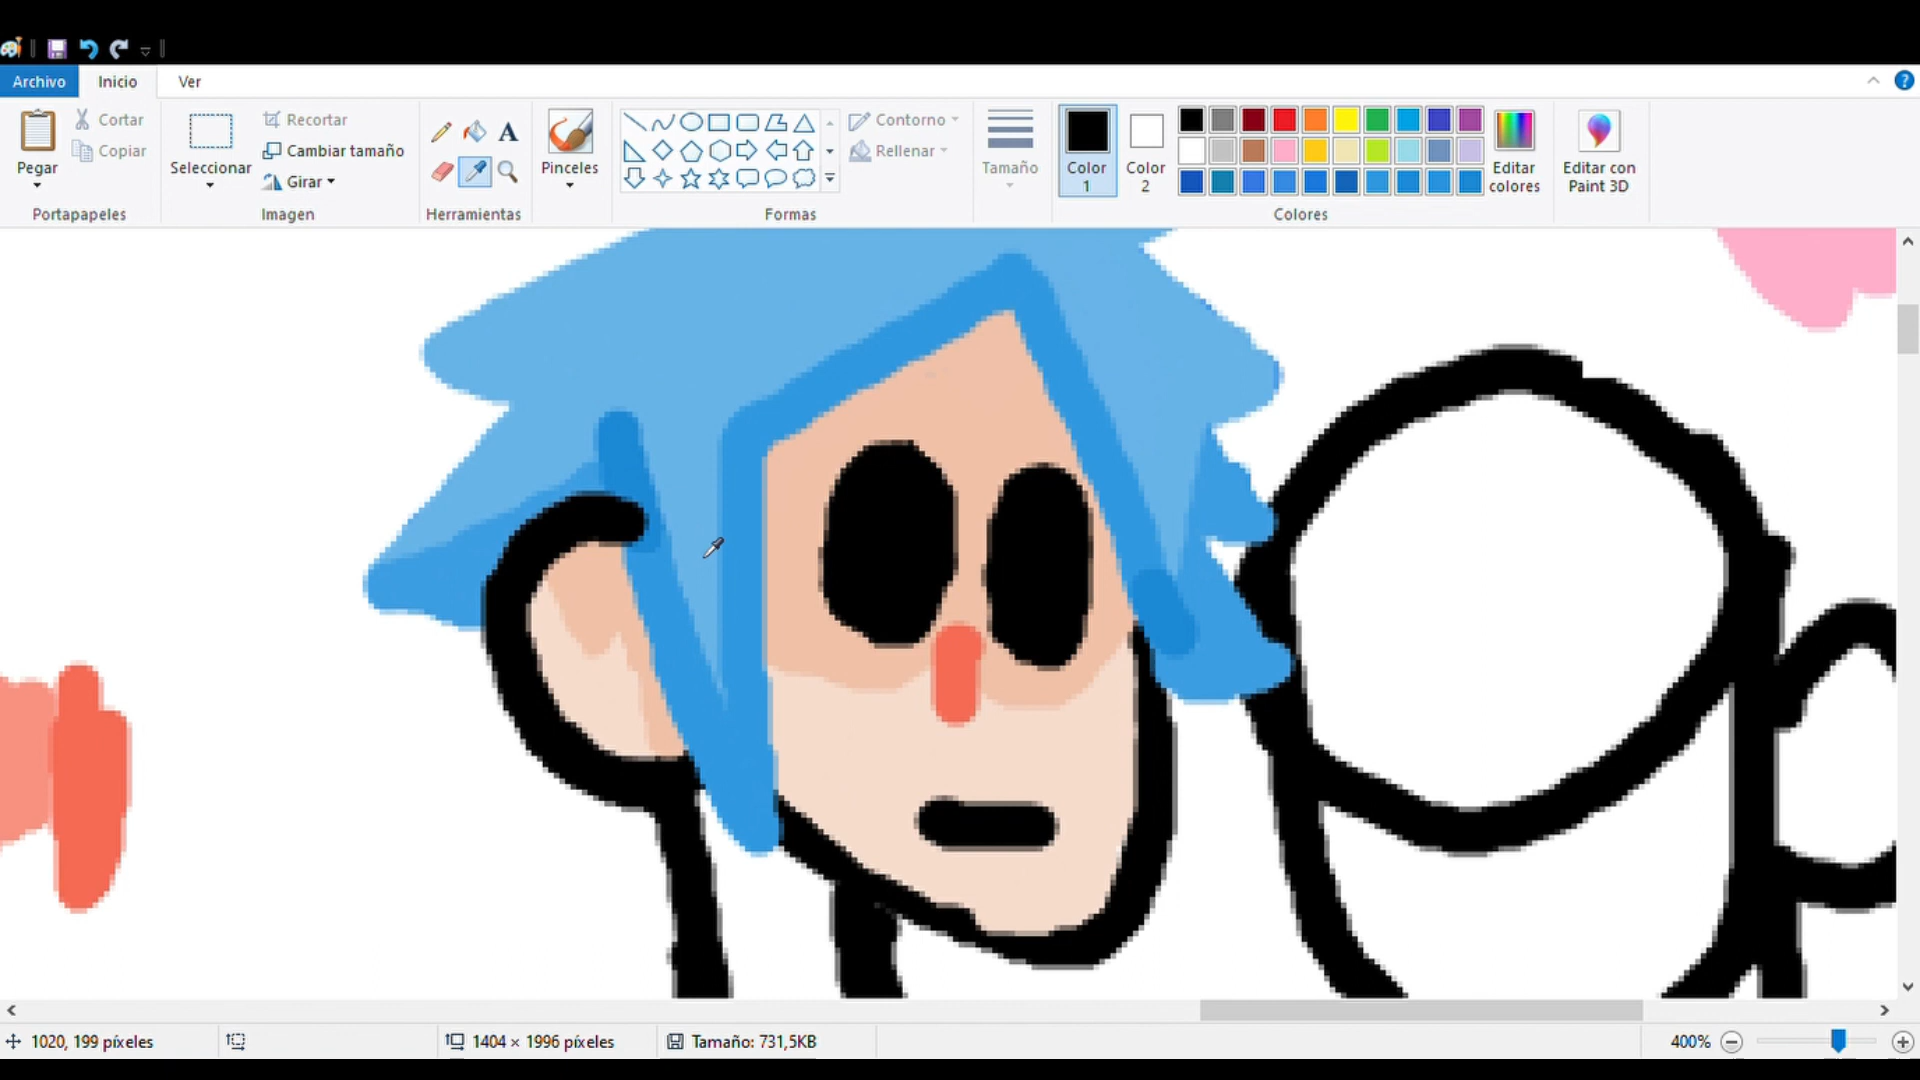 Archivo Inicio Ver
Pegar
Cortar
Copiar
Portapapeles
Seleccionar
Recortar
Cambiar tamaño
Girar
Imagen
A
Herramientas
Pinceles
Formas
Contorno
Rellenar
Tamaño
Color
1
Color
2
Editar
colores
Colores
Editar con
Paint 3D
?
1020, 199 píxeles
1404 × 1996 píxeles
Tamaño: 731,5KB
400%